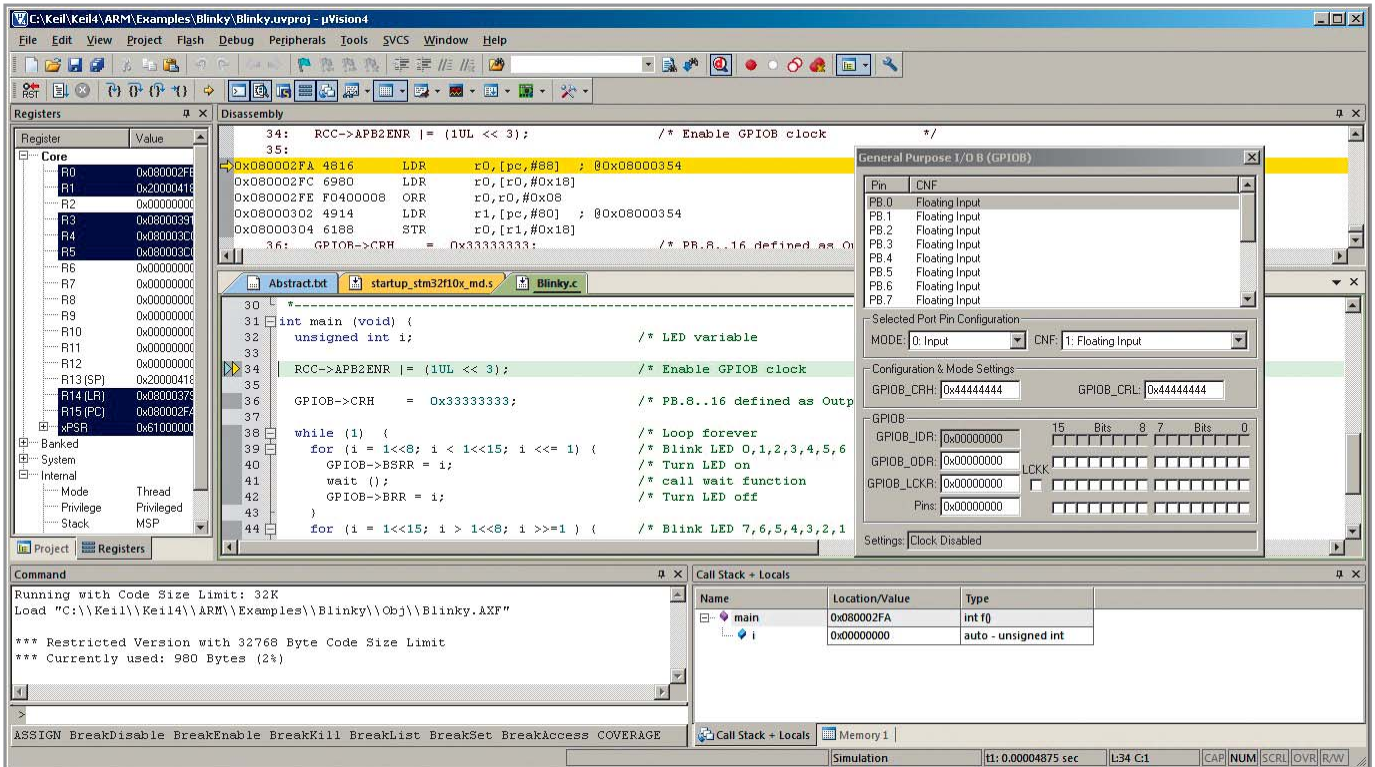 C:\Keil\Keil4\ARM\Examples\Blinky\Blinky.uvproj - µVision4
File Edit View Project Flash Debug Peripherals Tools SVCS Window Help
RST
Registers
Register Value
Core
R0 0x080002FE
R1 0x20000418
R2 0x00000000
R3 0x08000391
R4 0x080003C0
R5 0x080003C0
R6 0x00000000
R7 0x00000000
R8 0x00000000
R9 0x00000000
R10 0x00000000
R11 0x00000000
R12 0x00000000
R13 (SP) 0x20000418
R14 (LR)
R15 (PC) 0x080002FA
xPSR 0x61000000
Banked
System
Internal
Mode Thread
Privilege Privileged
Stack MSP
Project Registers
Disassembly
34: RCC->APB2ENR |= (1UL << 3); /* Enable GPIOB clock */
35:
0x080002FA 4816 LDR r0,[pc,#88] ; @0x08000354
0x080002FC 6980 LDR r0,[r0,#0x18]
0x080002FE F0400008 ORR r0,r0,#0x08
0x08000302 4914 LDR r1,[pc,#80] ; @0x08000354
0x08000304 6188 STR r0,[r1,#0x18]
36: GPIOB->CRH = 0x33333333; /* PB.8..16 defined as Ou
Abstract.txt startup_stm32f10x_md.s Blinky.c
30 *----
31 int main (void) {
32 unsigned int i; /* LED variable
33
34 RCC->APB2ENR |= (1UL << 3); /* Enable GPIOB clock
35
36 GPIOB->CRH = 0x33333333; /* PB.8..16 defined as Outp
37
38 while (1) { /* Loop forever
39 for (i = 1<<8; i < 1<<15; i <<= 1) { /* Blink LED 0,1,2,3,4,5,6
40 GPIOB->BSRR = i; /* Turn LED on
41 wait (); /* call wait function
42 GPIOB->BRR = i; /* Turn LED off
43 }
44 for (i = 1<<15; i > 1<<8; i >>=1 ) { /* Blink LED 7,6,5,4,3,2,1
General Purpose I/O B (GPIOB)
Pin CNF
PB.0 Floating Input
PB.1 Floating Input
PB.2 Floating Input
PB.3 Floating Input
PB.4 Floating Input
PB.5 Floating Input
PB.6 Floating Input
PB.7 Floating Input
Selected Port Pin Configuration
MODE: 0: Input CNF: 1: Floating Input
Configuration & Mode Settings
GPIOB_CRH: 0x44444444 GPIOB_CRL: 0x44444444
GPIOB
15 Bits 8 7 Bits 0
GPIOB_IDR: 0x00000000
GPIOB_ODR: 0x00000000
LCKK
GPIOB_LCKR: 0x00000000
Pins: 0x00000000
Settings: Clock Disabled
Command
Running with Code Size Limit: 32K
Load "C:\\Keil\\Keil4\\ARM\\Examples\\Blinky\\Obj\\Blinky.AXF"
*** Restricted Version with 32768 Byte Code Size Limit
*** Currently used: 980 Bytes (2%)
>
ASSIGN BreakDisable BreakEnable BreakKill BreakList BreakSet BreakAccess COVERAGE
Call Stack + Locals
Name Location/Value Type
main 0x080002FA int f()
i 0x00000000 auto - unsigned int
Call Stack + Locals Memory 1
Simulation t1: 0.00004875 sec L:34 C:1 CAP NUM SCRL OVR R/W